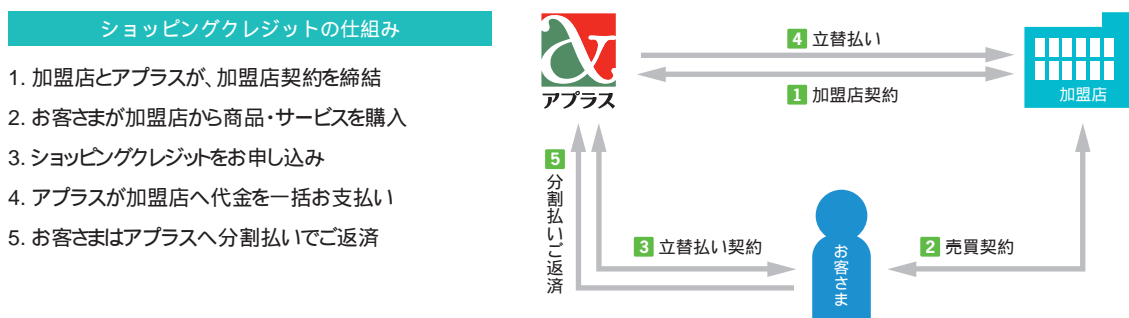 ショッピングクレジットの仕組み
1. 加盟店とアプラスが、加盟店契約を締結
2. お客さまが加盟店から商品・サービスを購入
3. ショッピングクレジットをお申し込み
4. アプラスが加盟店へ代金を一括お支払い
5. お客さまはアプラスへ分割払いでご返済
アプラス
4 立替払い
1 加盟店契約
加盟店
5 分割払いご返済
3 立替払い契約
お客さま
2 売買契約